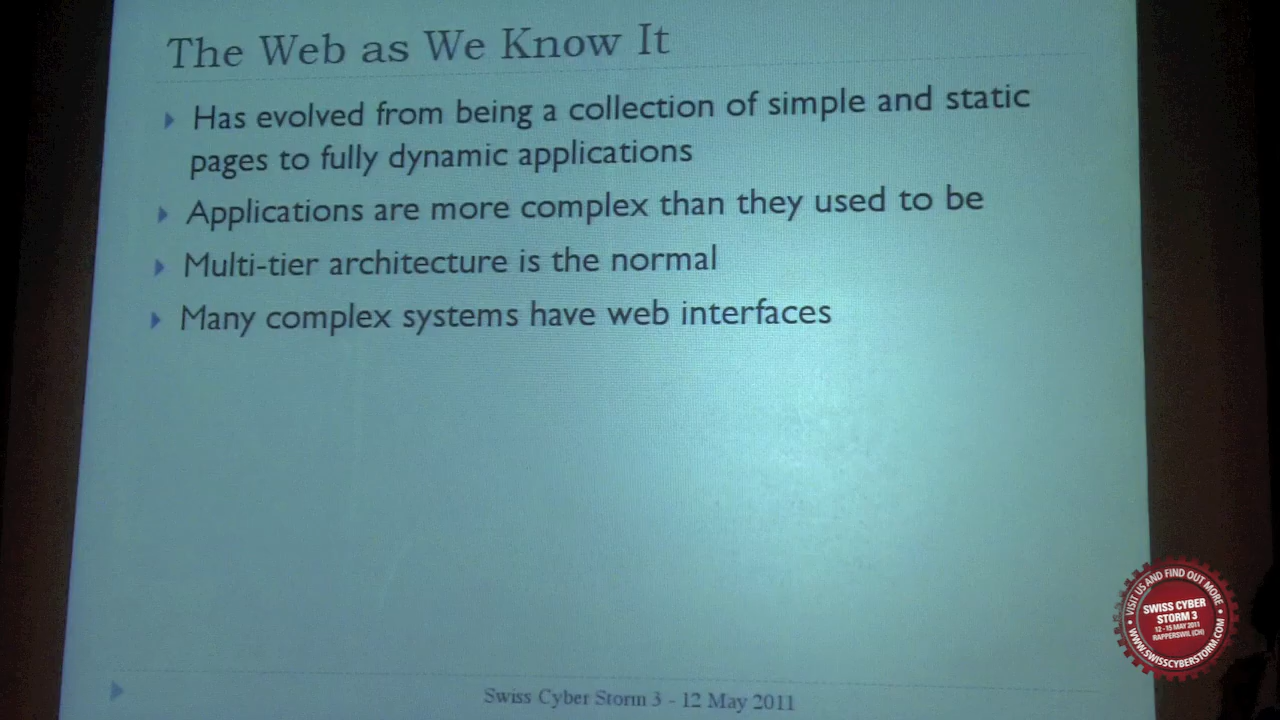 The Web as We Know It
Has evolved from being a collection of simple and static
pages to fully dynamic applications
Applications are more complex than they used to be
Multi-tier architecture is the normal
Many complex systems have web interfaces
Swiss Cyber Storm 3 - 12 May 2011
VISIT US AND FIND OUT MORE
SWISS CYBER
STORM 3
12 - 15 MAY 2011
RAPPERSWIL (CH)
WWW.SWISSCYBERSTORM.COM